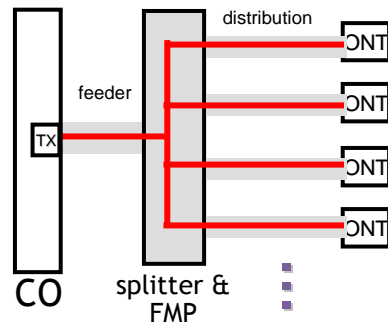 distribution
ONT
feeder
ONT
TX
ONT
ONT
CO
splitter &
FMP